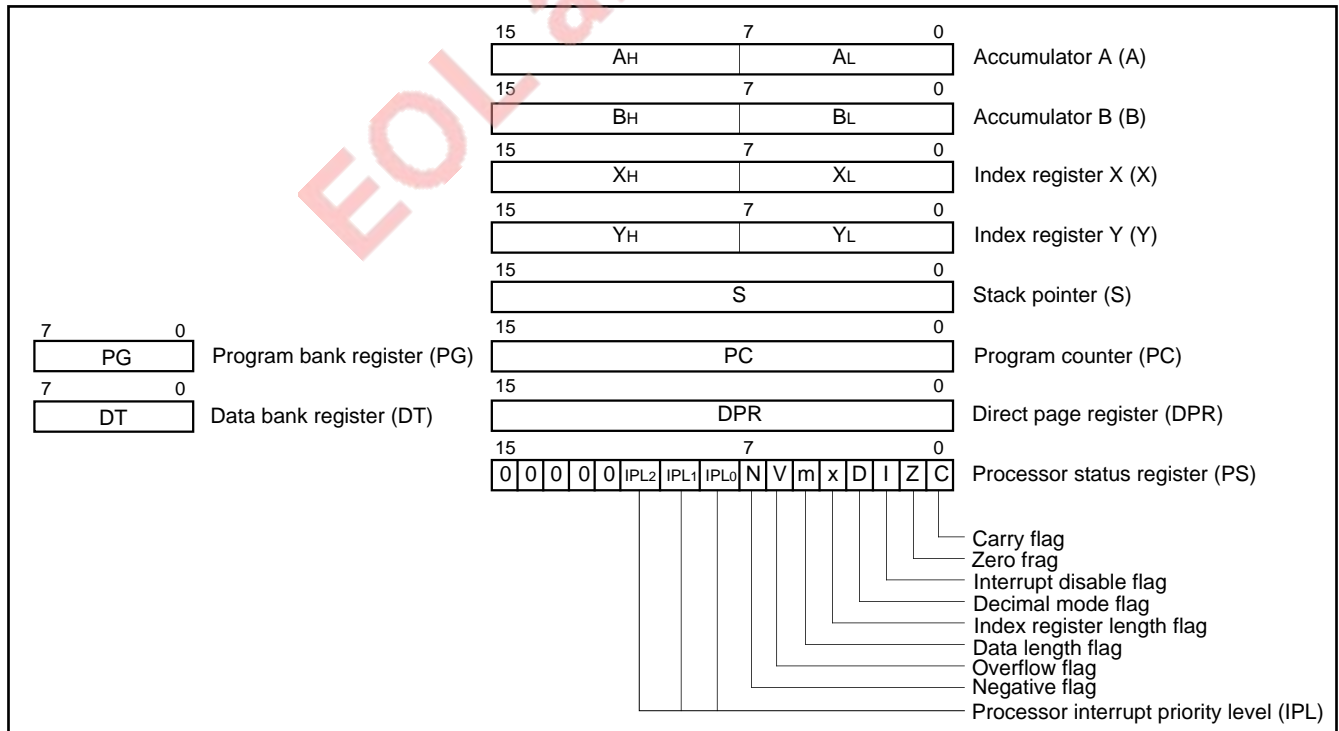 EOL a
15 7 0
AH AL Accumulator A (A)
15 7 0
BH BL Accumulator B (B)
15 7 0
XH XL Index register X (X)
15 7 0
YH YL Index register Y (Y)
15 0
S Stack pointer (S)
7 0 15 0
PG Program bank register (PG) PC Program counter (PC)
7 0 15 0
DT Data bank register (DT) DPR Direct page register (DPR)
15 7 0
0 0 0 0 0 IPL2 IPL1 IPL0 N V m x D I Z C Processor status register (PS)
Carry flag
Zero frag
Interrupt disable flag
Decimal mode flag
Index register length flag
Data length flag
Overflow flag
Negative flag
Processor interrupt priority level (IPL)